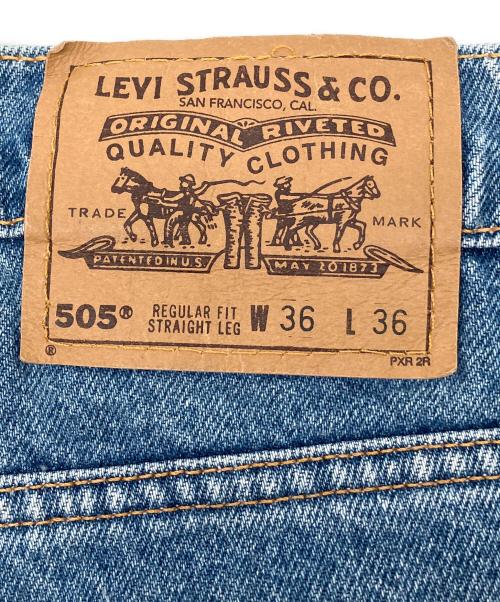 LEVI STRAUSS & CO.
SAN FRANCISCO, CAL.
ORIGINAL RIVETED
QUALITY CLOTHING
TRADE MARK
PATENTED IN U.S. MAY 20 1873
505® REGULAR FIT STRAIGHT LEG W 36 L 36
® PXR 2R